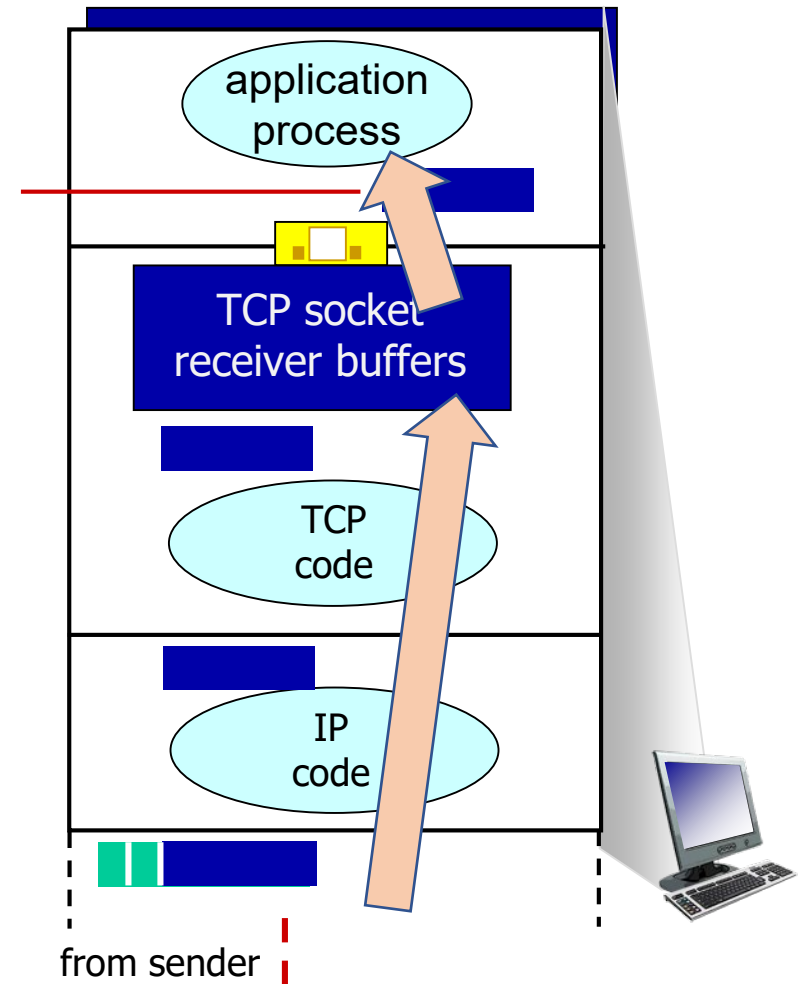 application
process
TCP socket
receiver buffers
TCP
code
IP
code
from sender